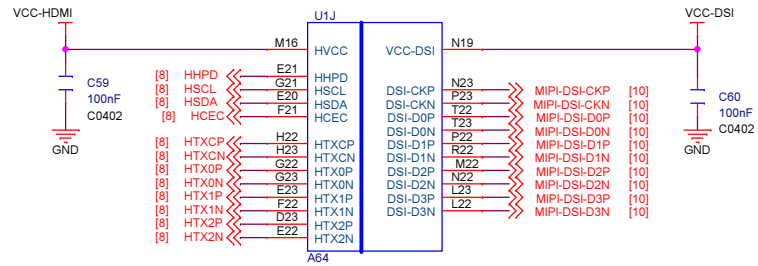 VCC-HDMI U1J VCC-DSI
M16 HVCC VCC-DSI N19
C59
100nF
C0402
GND
C60
100nF
C0402
GND
[8] HHPD E21 HHPD
[8] HSCL G21 HSCL
[8] HSDA E20 HSDA
[8] HCEC F21 HCEC
[8] HTXCP H22 HTXCP
[8] HTXCN H23 HTXCN
[8] HTX0P G22 HTX0P
[8] HTX0N G23 HTX0N
[8] HTX1P E23 HTX1P
[8] HTX1N F22 HTX1N
[8] HTX2P D23 HTX2P
[8] HTX2N E22 HTX2N
DSI-CKP N23 MIPI-DSI-CKP [10]
DSI-CKN P23 MIPI-DSI-CKN [10]
DSI-D0P T22 MIPI-DSI-D0P [10]
DSI-D0N T23 MIPI-DSI-D0N [10]
DSI-D1P P22 MIPI-DSI-D1P [10]
DSI-D1N R22 MIPI-DSI-D1N [10]
DSI-D2P M22 MIPI-DSI-D2P [10]
DSI-D2N N22 MIPI-DSI-D2N [10]
DSI-D3P L23 MIPI-DSI-D3P [10]
DSI-D3N L22 MIPI-DSI-D3N [10]
A64